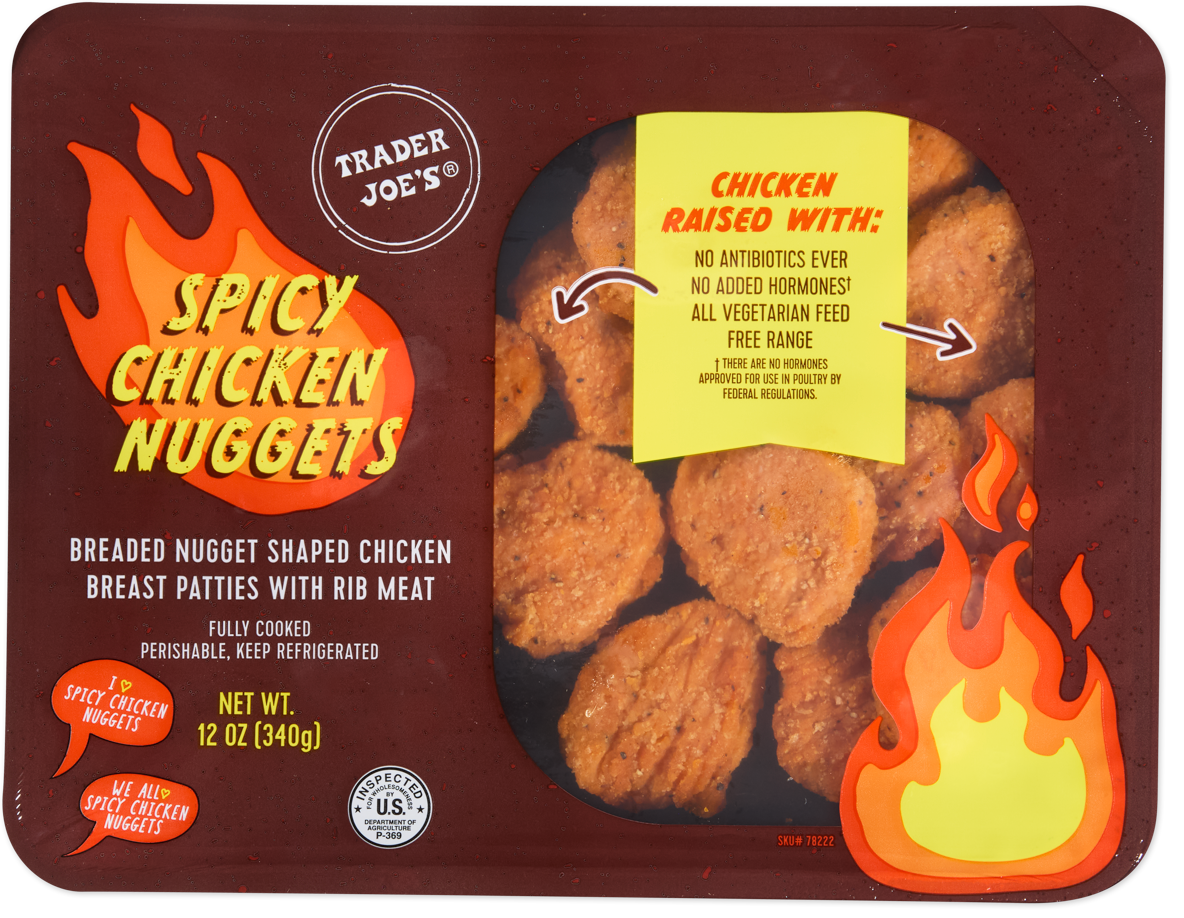 TRADER
JOE'S®
SPICY
CHICKEN
NUGGETS
BREADED NUGGET SHAPED CHICKEN
BREAST PATTIES WITH RIB MEAT
FULLY COOKED
PERISHABLE, KEEP REFRIGERATED
I ♡
SPICY CHICKEN
NUGGETS
WE ALL ♡
SPICY CHICKEN
NUGGETS
NET WT.
12 OZ (340g)
INSPECTED
FOR WHOLESOMENESS
BY
U.S.
DEPARTMENT OF
AGRICULTURE
P-369
CHICKEN
RAISED WITH:
NO ANTIBIOTICS EVER
NO ADDED HORMONES†
ALL VEGETARIAN FEED
FREE RANGE
† THERE ARE NO HORMONES
APPROVED FOR USE IN POULTRY BY
FEDERAL REGULATIONS.
SKU# 78222